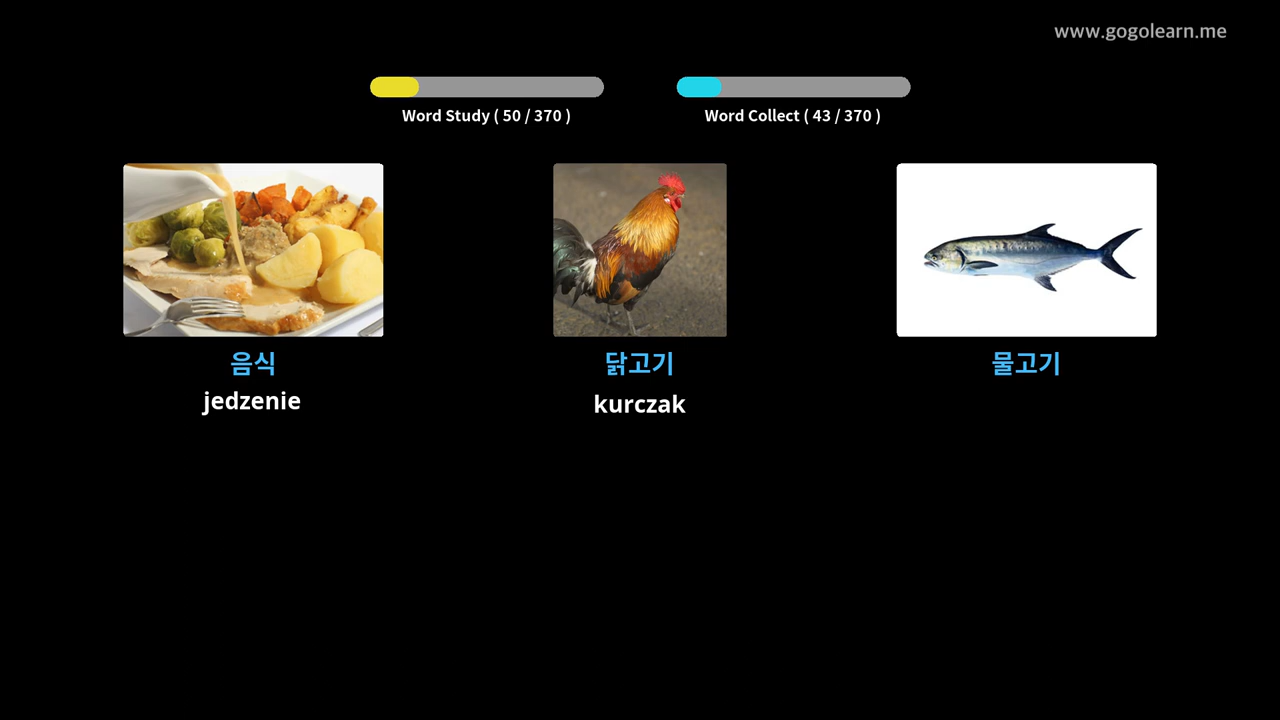 www.gogolearn.me
Word Study ( 50 / 370 )
Word Collect ( 43 / 370 )
음식
닭고기
물고기
jedzenie
kurczak